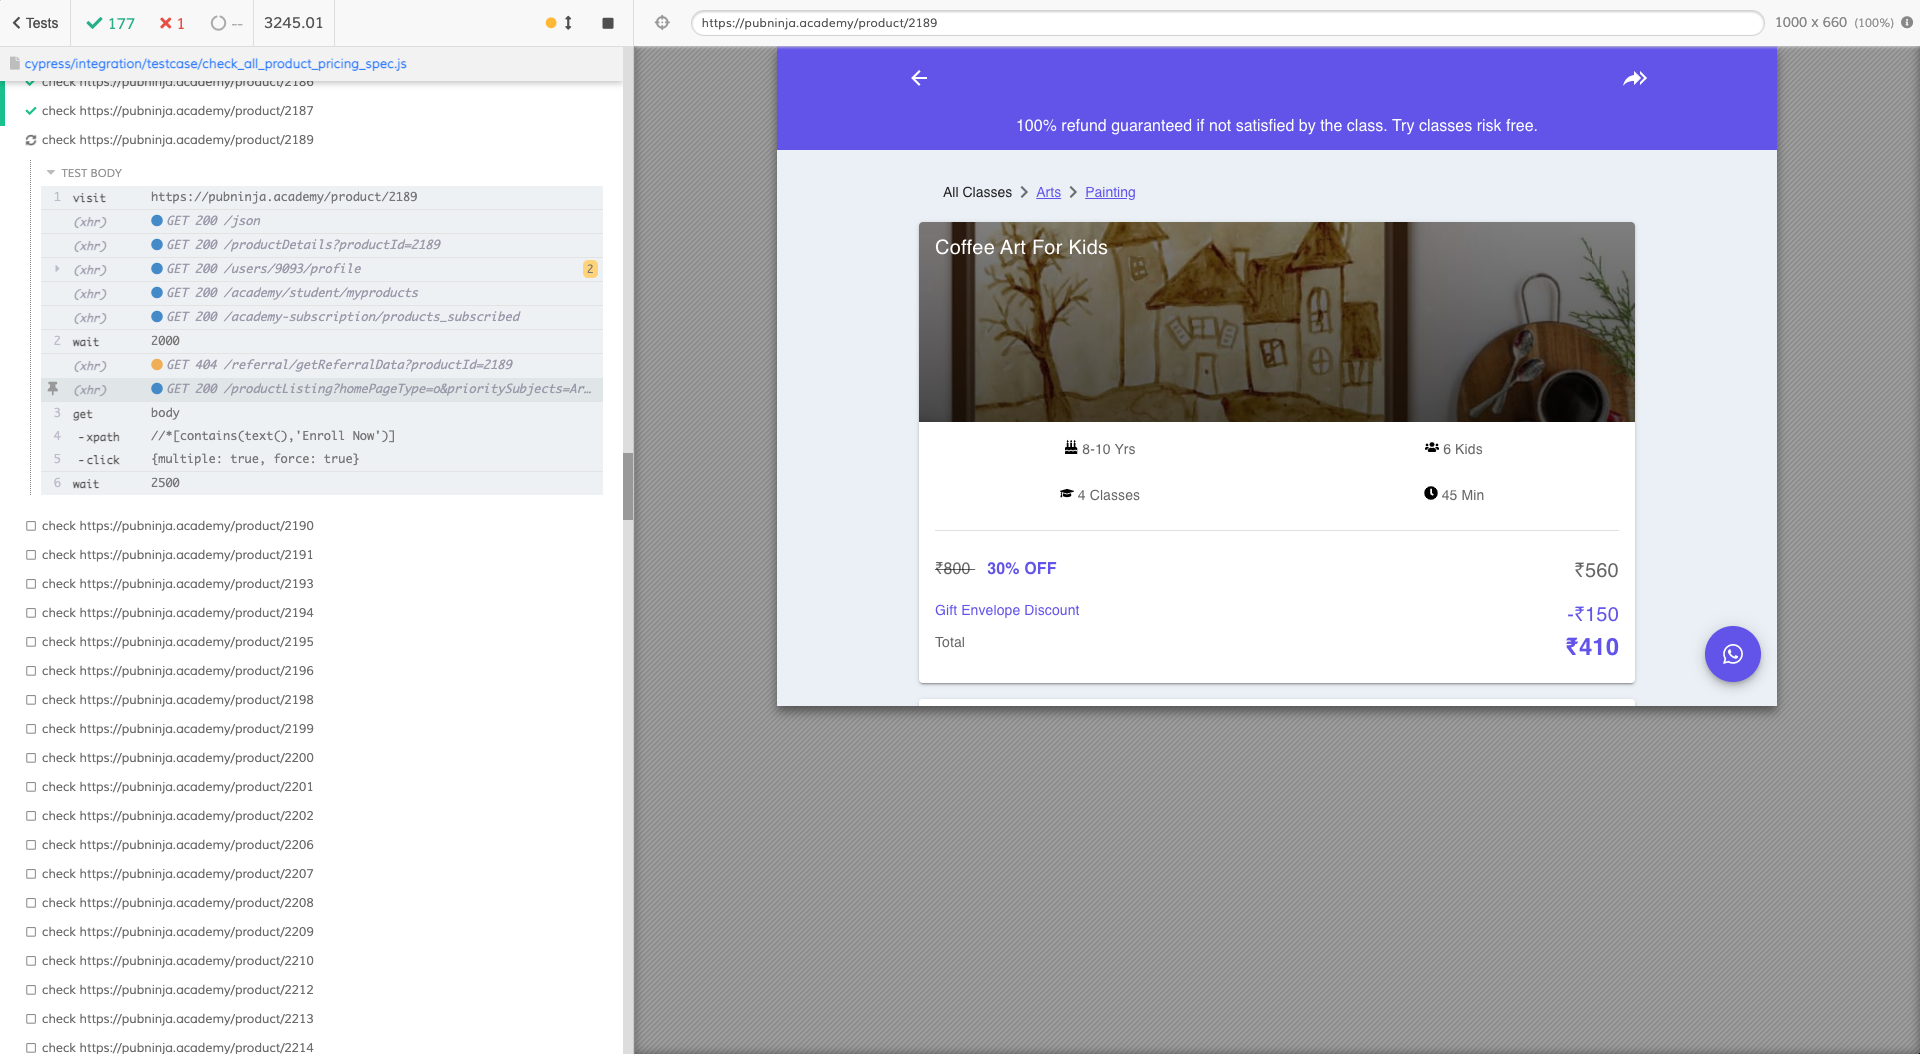 Tests
177
1
--
3245.01
https://pubninja.academy/product/2189
1000 x 660 (100%)
cypress/integration/testcase/check_all_product_pricing_spec.js
check https://pubninja.academy/product/2186
check https://pubninja.academy/product/2187
check https://pubninja.academy/product/2189
TEST BODY
1 visit https://pubninja.academy/product/2189
(xhr) GET 200 /json
(xhr) GET 200 /productDetails?productId=2189
(xhr) GET 200 /users/9093/profile 2
(xhr) GET 200 /academy/student/myproducts
(xhr) GET 200 /academy-subscription/products_subscribed
2 wait 2000
(xhr) GET 404 /referral/getReferralData?productId=2189
(xhr) GET 200 /productListing?homePageType=o&prioritySubjects=Ar...
3 get body
4 -xpath //*[contains(text(),'Enroll Now')]
5 -click {multiple: true, force: true}
6 wait 2500
check https://pubninja.academy/product/2190
check https://pubninja.academy/product/2191
check https://pubninja.academy/product/2193
check https://pubninja.academy/product/2194
check https://pubninja.academy/product/2195
check https://pubninja.academy/product/2196
check https://pubninja.academy/product/2198
check https://pubninja.academy/product/2199
check https://pubninja.academy/product/2200
check https://pubninja.academy/product/2201
check https://pubninja.academy/product/2202
check https://pubninja.academy/product/2206
check https://pubninja.academy/product/2207
check https://pubninja.academy/product/2208
check https://pubninja.academy/product/2209
check https://pubninja.academy/product/2210
check https://pubninja.academy/product/2212
check https://pubninja.academy/product/2213
check https://pubninja.academy/product/2214
100% refund guaranteed if not satisfied by the class. Try classes risk free.
All Classes > Arts > Painting
Coffee Art For Kids
8-10 Yrs
6 Kids
4 Classes
45 Min
₹800 30% OFF ₹560
Gift Envelope Discount -₹150
Total ₹410